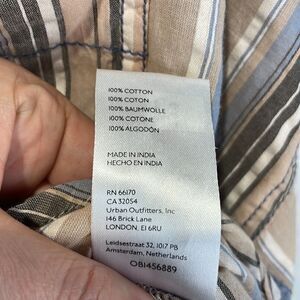 100% COTTON
100% COTON
100% BAUMWOLLE
100% COTONE
100% ALGODÓN
MADE IN INDIA
HECHO EN INDIA
RN 66170
CA 32054
Urban Outfitters, Inc
146 Brick Lane
LONDON, E1 6RU
Leidsestraat 32, 1017 PB
Amsterdam, Netherlands
OB1456889